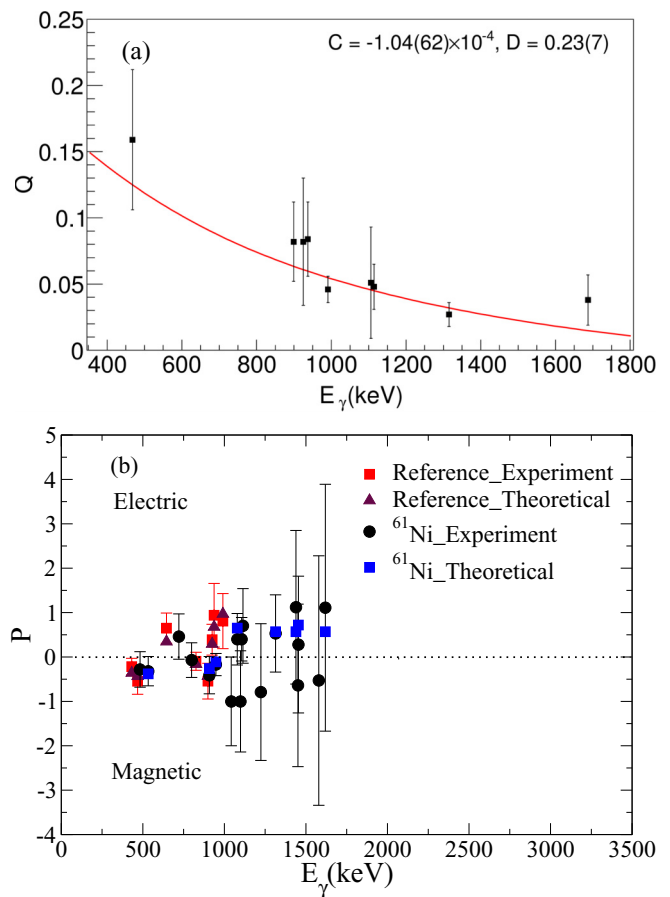 (a)
C = -1.04(62)×10⁻⁴, D = 0.23(7)
0.25
0.2
0.15
0.1
0.05
0
Q
400 600 800 1000 1200 1400 1600 1800
E_γ(keV)
(b)
Electric
Magnetic
Reference_Experiment
Reference_Theoretical
⁶¹Ni_Experiment
⁶¹Ni_Theoretical
5
4
3
2
1
0
-1
-2
-3
-4
P
0 500 1000 1500 2000 2500 3000 3500
E_γ(keV)